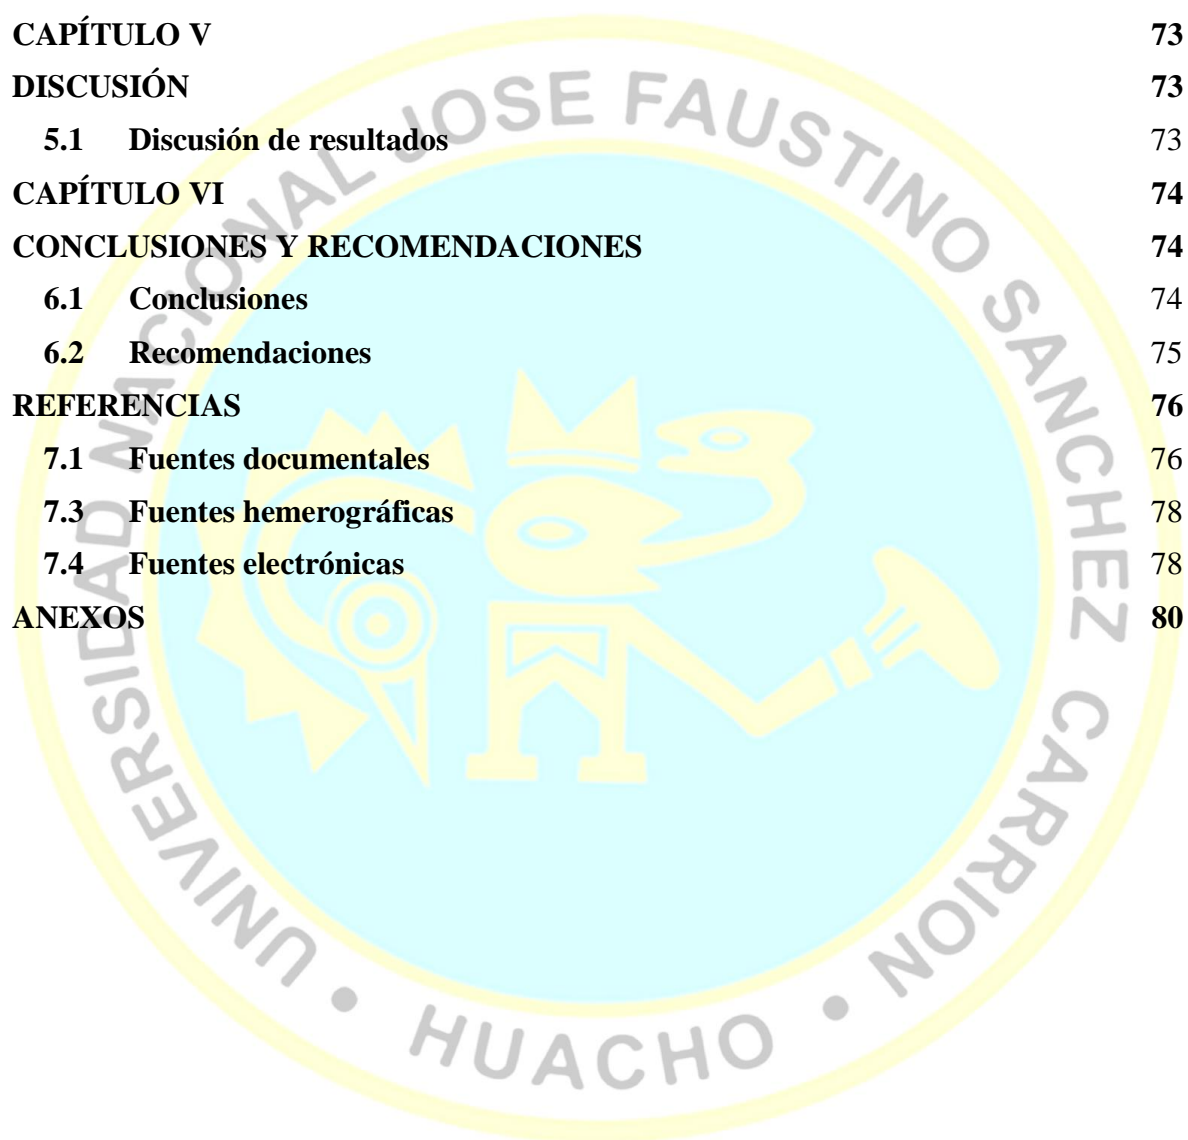 CAPÍTULO V 73
DISCUSIÓN 73
5.1 Discusión de resultados 73
CAPÍTULO VI 74
CONCLUSIONES Y RECOMENDACIONES 74
6.1 Conclusiones 74
6.2 Recomendaciones 75
REFERENCIAS 76
7.1 Fuentes documentales 76
7.3 Fuentes hemerográficas 78
7.4 Fuentes electrónicas 78
ANEXOS 80
UNIVERSIDAD NACIONAL JOSE FAUSTINO SANCHEZ CARRION • HUACHO •